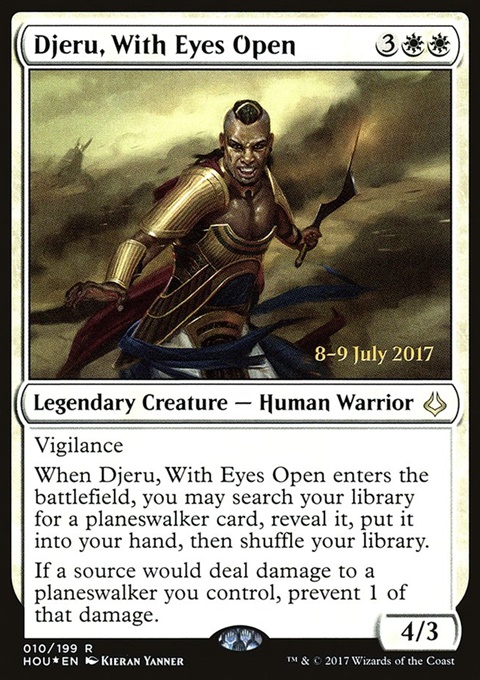 Djeru, With Eyes Open 3
8–9 July 2017
Legendary Creature — Human Warrior
Vigilance
When Djeru, With Eyes Open enters the
battlefield, you may search your library
for a planeswalker card, reveal it, put it
into your hand, then shuffle your library.
If a source would deal damage to a
planeswalker you control, prevent 1 of
that damage.
4/3
010/199 R
HOU★EN Kieran Yanner
™ & © 2017 Wizards of the Coast